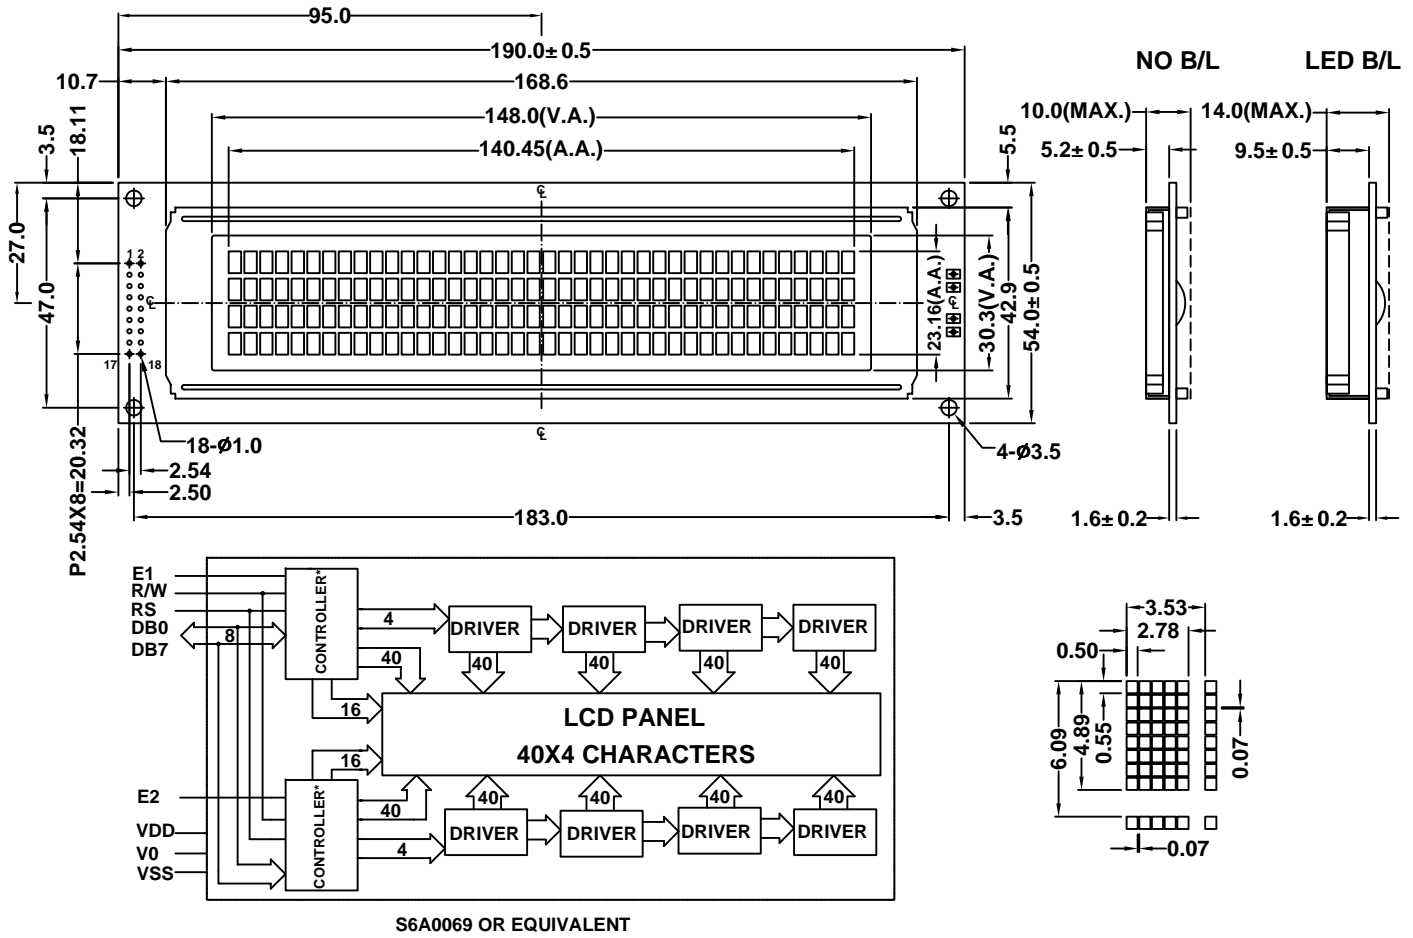 95.0
190.0± 0.5
10.7
168.6
148.0(V.A.)
140.45(A.A.)
3.5
18.11
5.5
27.0
47.0
1 2
17 18
℄
℄
℄
℄
23.16(A.A.)
30.3(V.A.)
42.9
54.0± 0.5
P2.54X8=20.32
18-ø1.0
2.54
2.50
4-ø3.5
183.0
3.5
NO B/L
LED B/L
10.0(MAX.)
14.0(MAX.)
5.2± 0.5
9.5± 0.5
1.6± 0.2
1.6± 0.2
E1
R/W
RS
DB0
DB7
8
CONTROLLER*
4
40
16
DRIVER
DRIVER
DRIVER
DRIVER
40
40
40
40
LCD PANEL
40X4 CHARACTERS
16
E2
VDD
V0
VSS
CONTROLLER*
40
4
40
40
40
40
DRIVER
DRIVER
DRIVER
DRIVER
S6A0069 OR EQUIVALENT
3.53
2.78
0.50
6.09
4.89
0.55
0.07
0.07